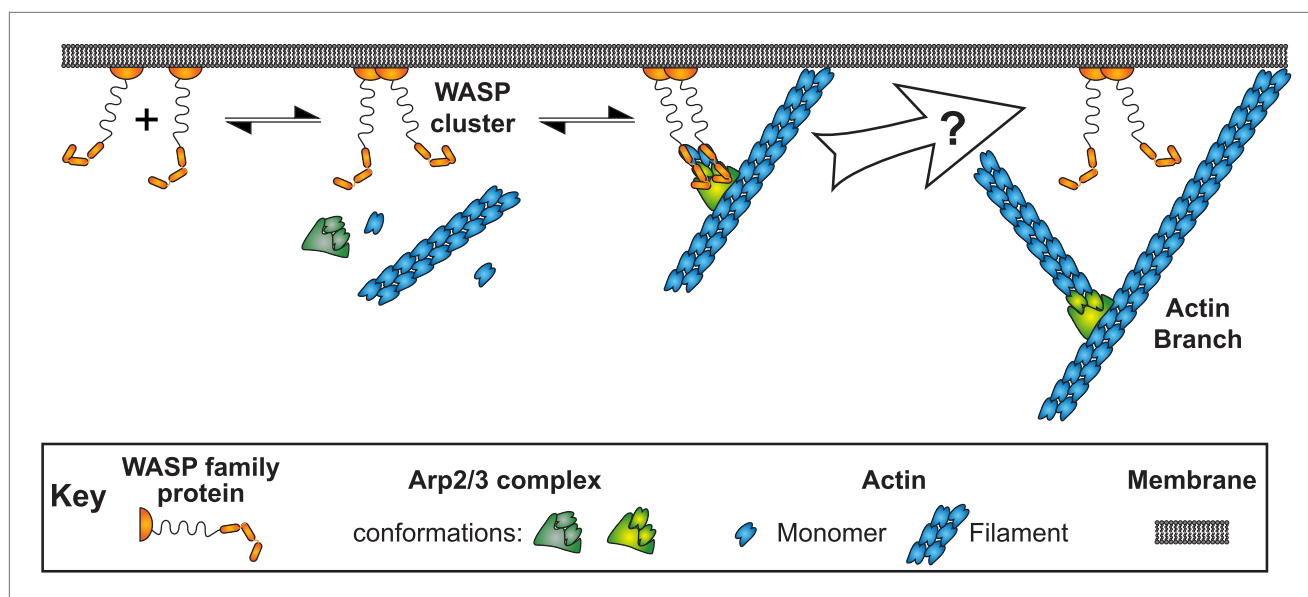 +
WASP
cluster
?
Actin
Branch
Key
WASP family
protein
Arp2/3 complex
conformations:
Actin
Monomer
Filament
Membrane